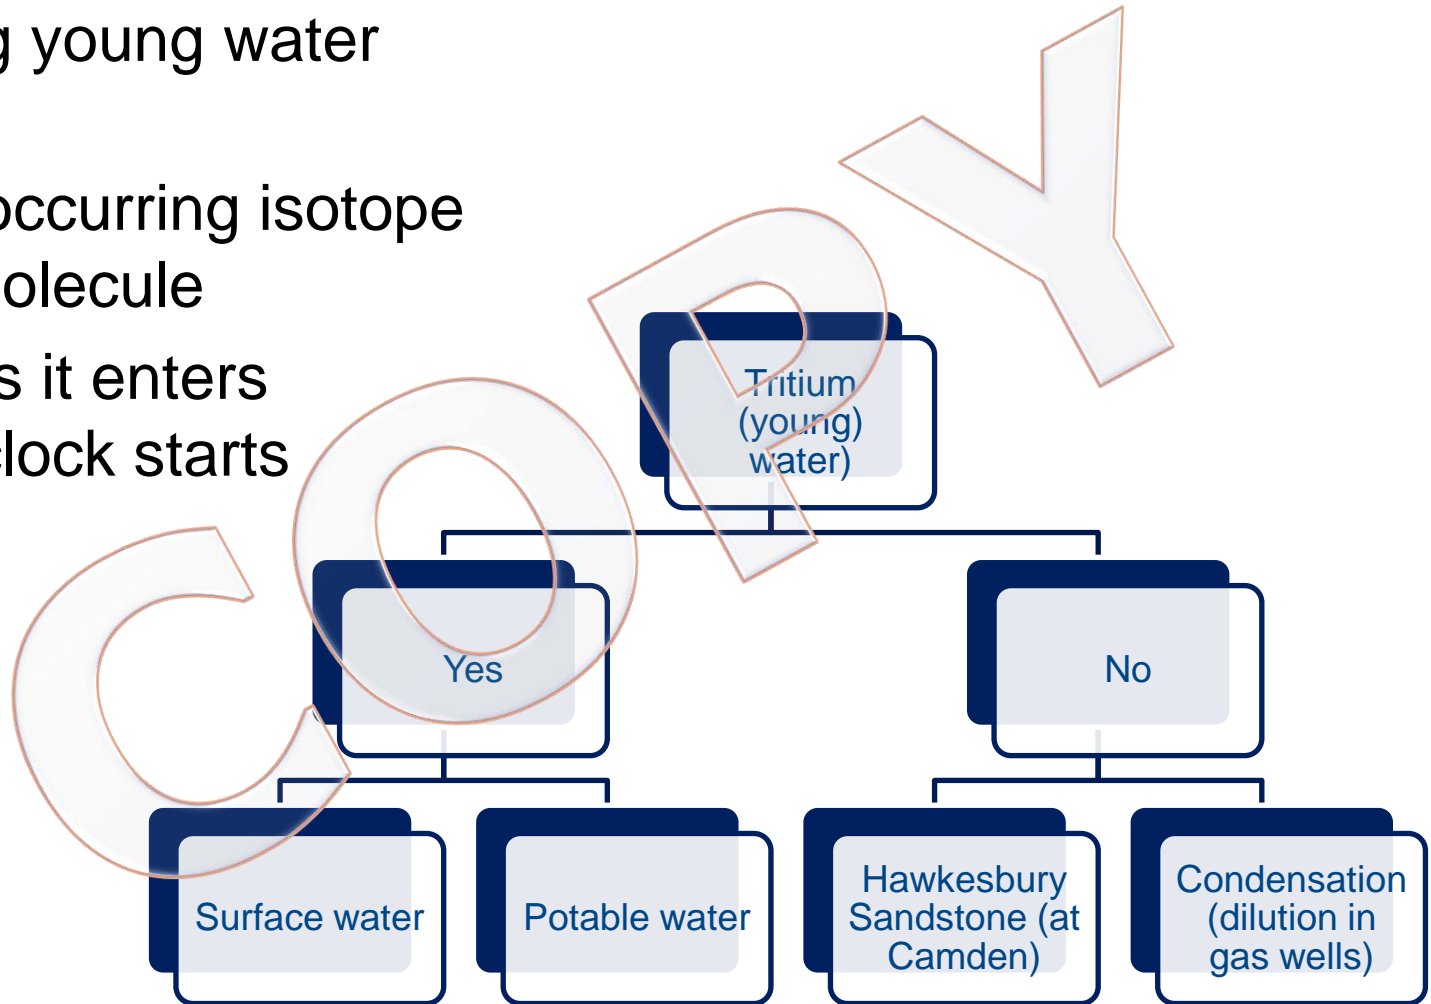 g young water
occurring isotope
olecule
s it enters
clock starts
COPY
Tritium
(young)
water)
Yes
No
Surface water
Potable water
Hawkesbury
Sandstone (at
Camden)
Condensation
(dilution in
gas wells)